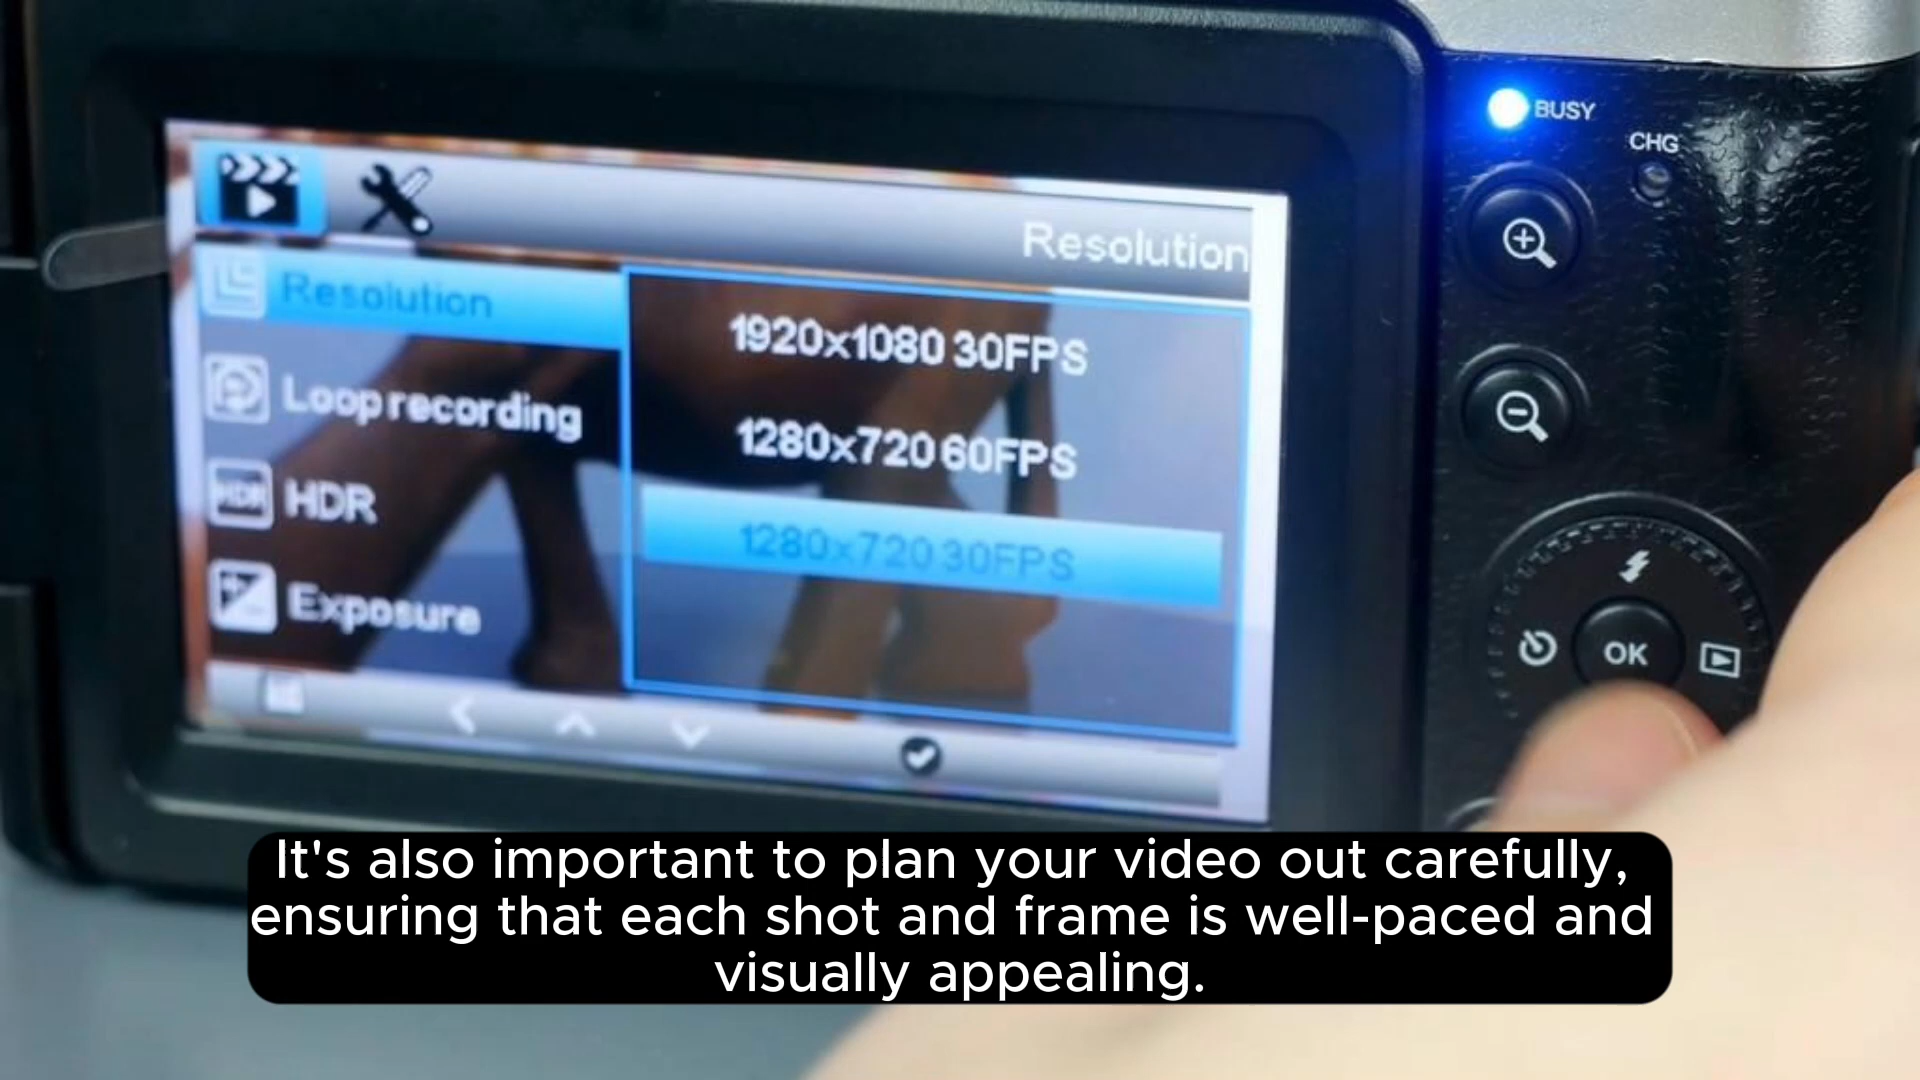 BUSY
CHG
Resolution
Resolution
1920x1080 30FPS
Loop recording
1280x720 60FPS
HDR
HDR
1280x720 30FPS
Exposure
OK
It's also important to plan your video out carefully,
ensuring that each shot and frame is well-paced and
visually appealing.